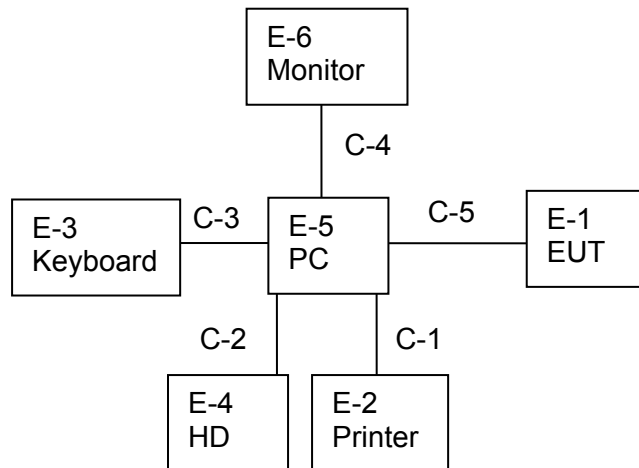 E-6
Monitor
C-4
E-3
Keyboard
C-3
E-5
PC
C-5
E-1
EUT
C-2
C-1
E-4
HD
E-2
Printer